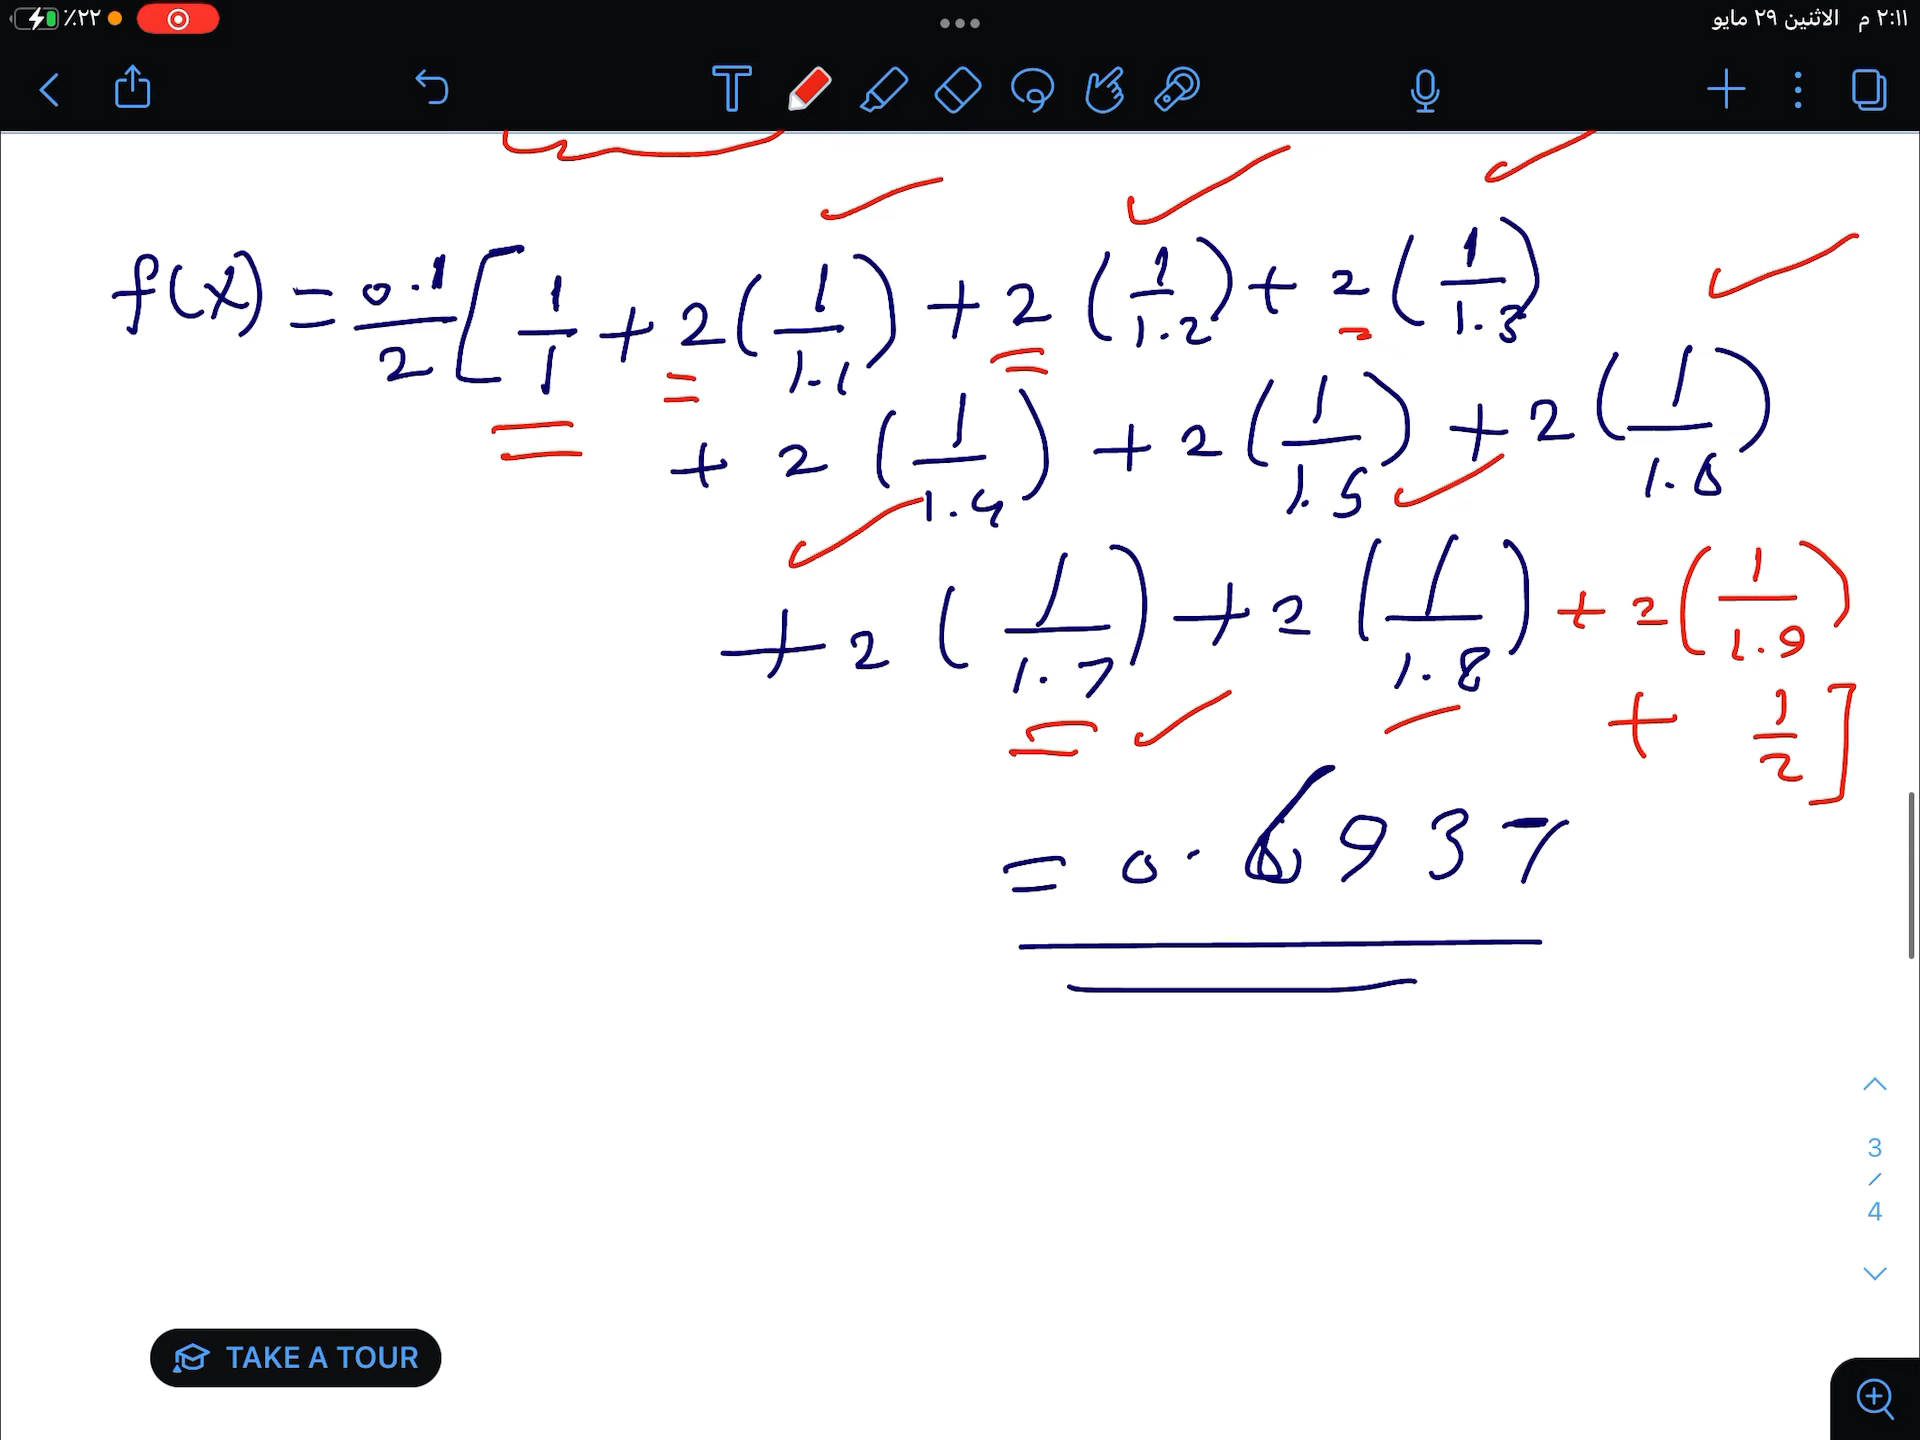 ٪٢٢
٢:١١ م الاثنين ٢٩ مايو
f(x) = 0.1/2 [ 1/1 + 2(1/1.1) + 2(1/1.2) + 2(1/1.3)
+ 2(1/1.4) + 2(1/1.5) + 2(1/1.6)
+ 2(1/1.7) + 2(1/1.8) + 2(1/1.9)
+ 1/2 ]
= 0.6937
3
/
4
TAKE A TOUR